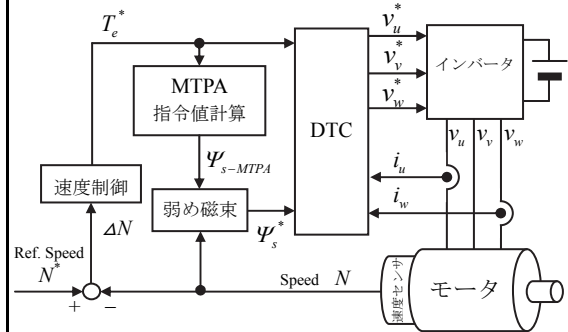 T_e^*
MTPA
指令値計算
Ψ_{s-MTPA}
速度制御
弱め磁束
Ψ_s^*
ΔN
Ref. Speed
N^*
+
−
DTC
v_u^*
v_v^*
v_w^*
インバータ
v_u
v_v
v_w
i_u
i_w
Speed N
速度センサ
モータ